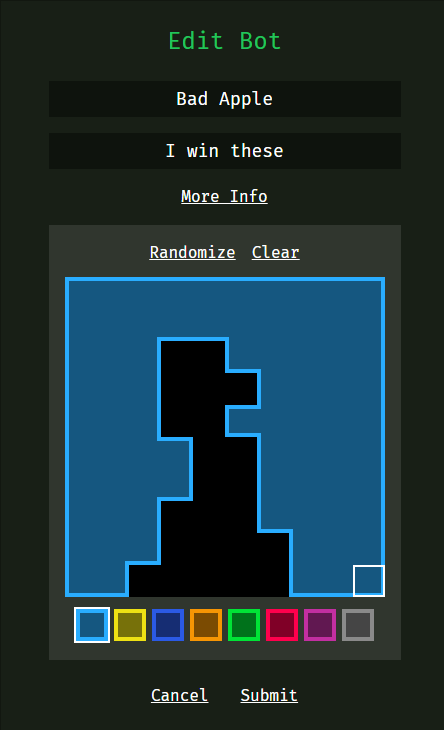 Edit Bot
Bad Apple
I win these
More Info
Randomize Clear
Cancel Submit